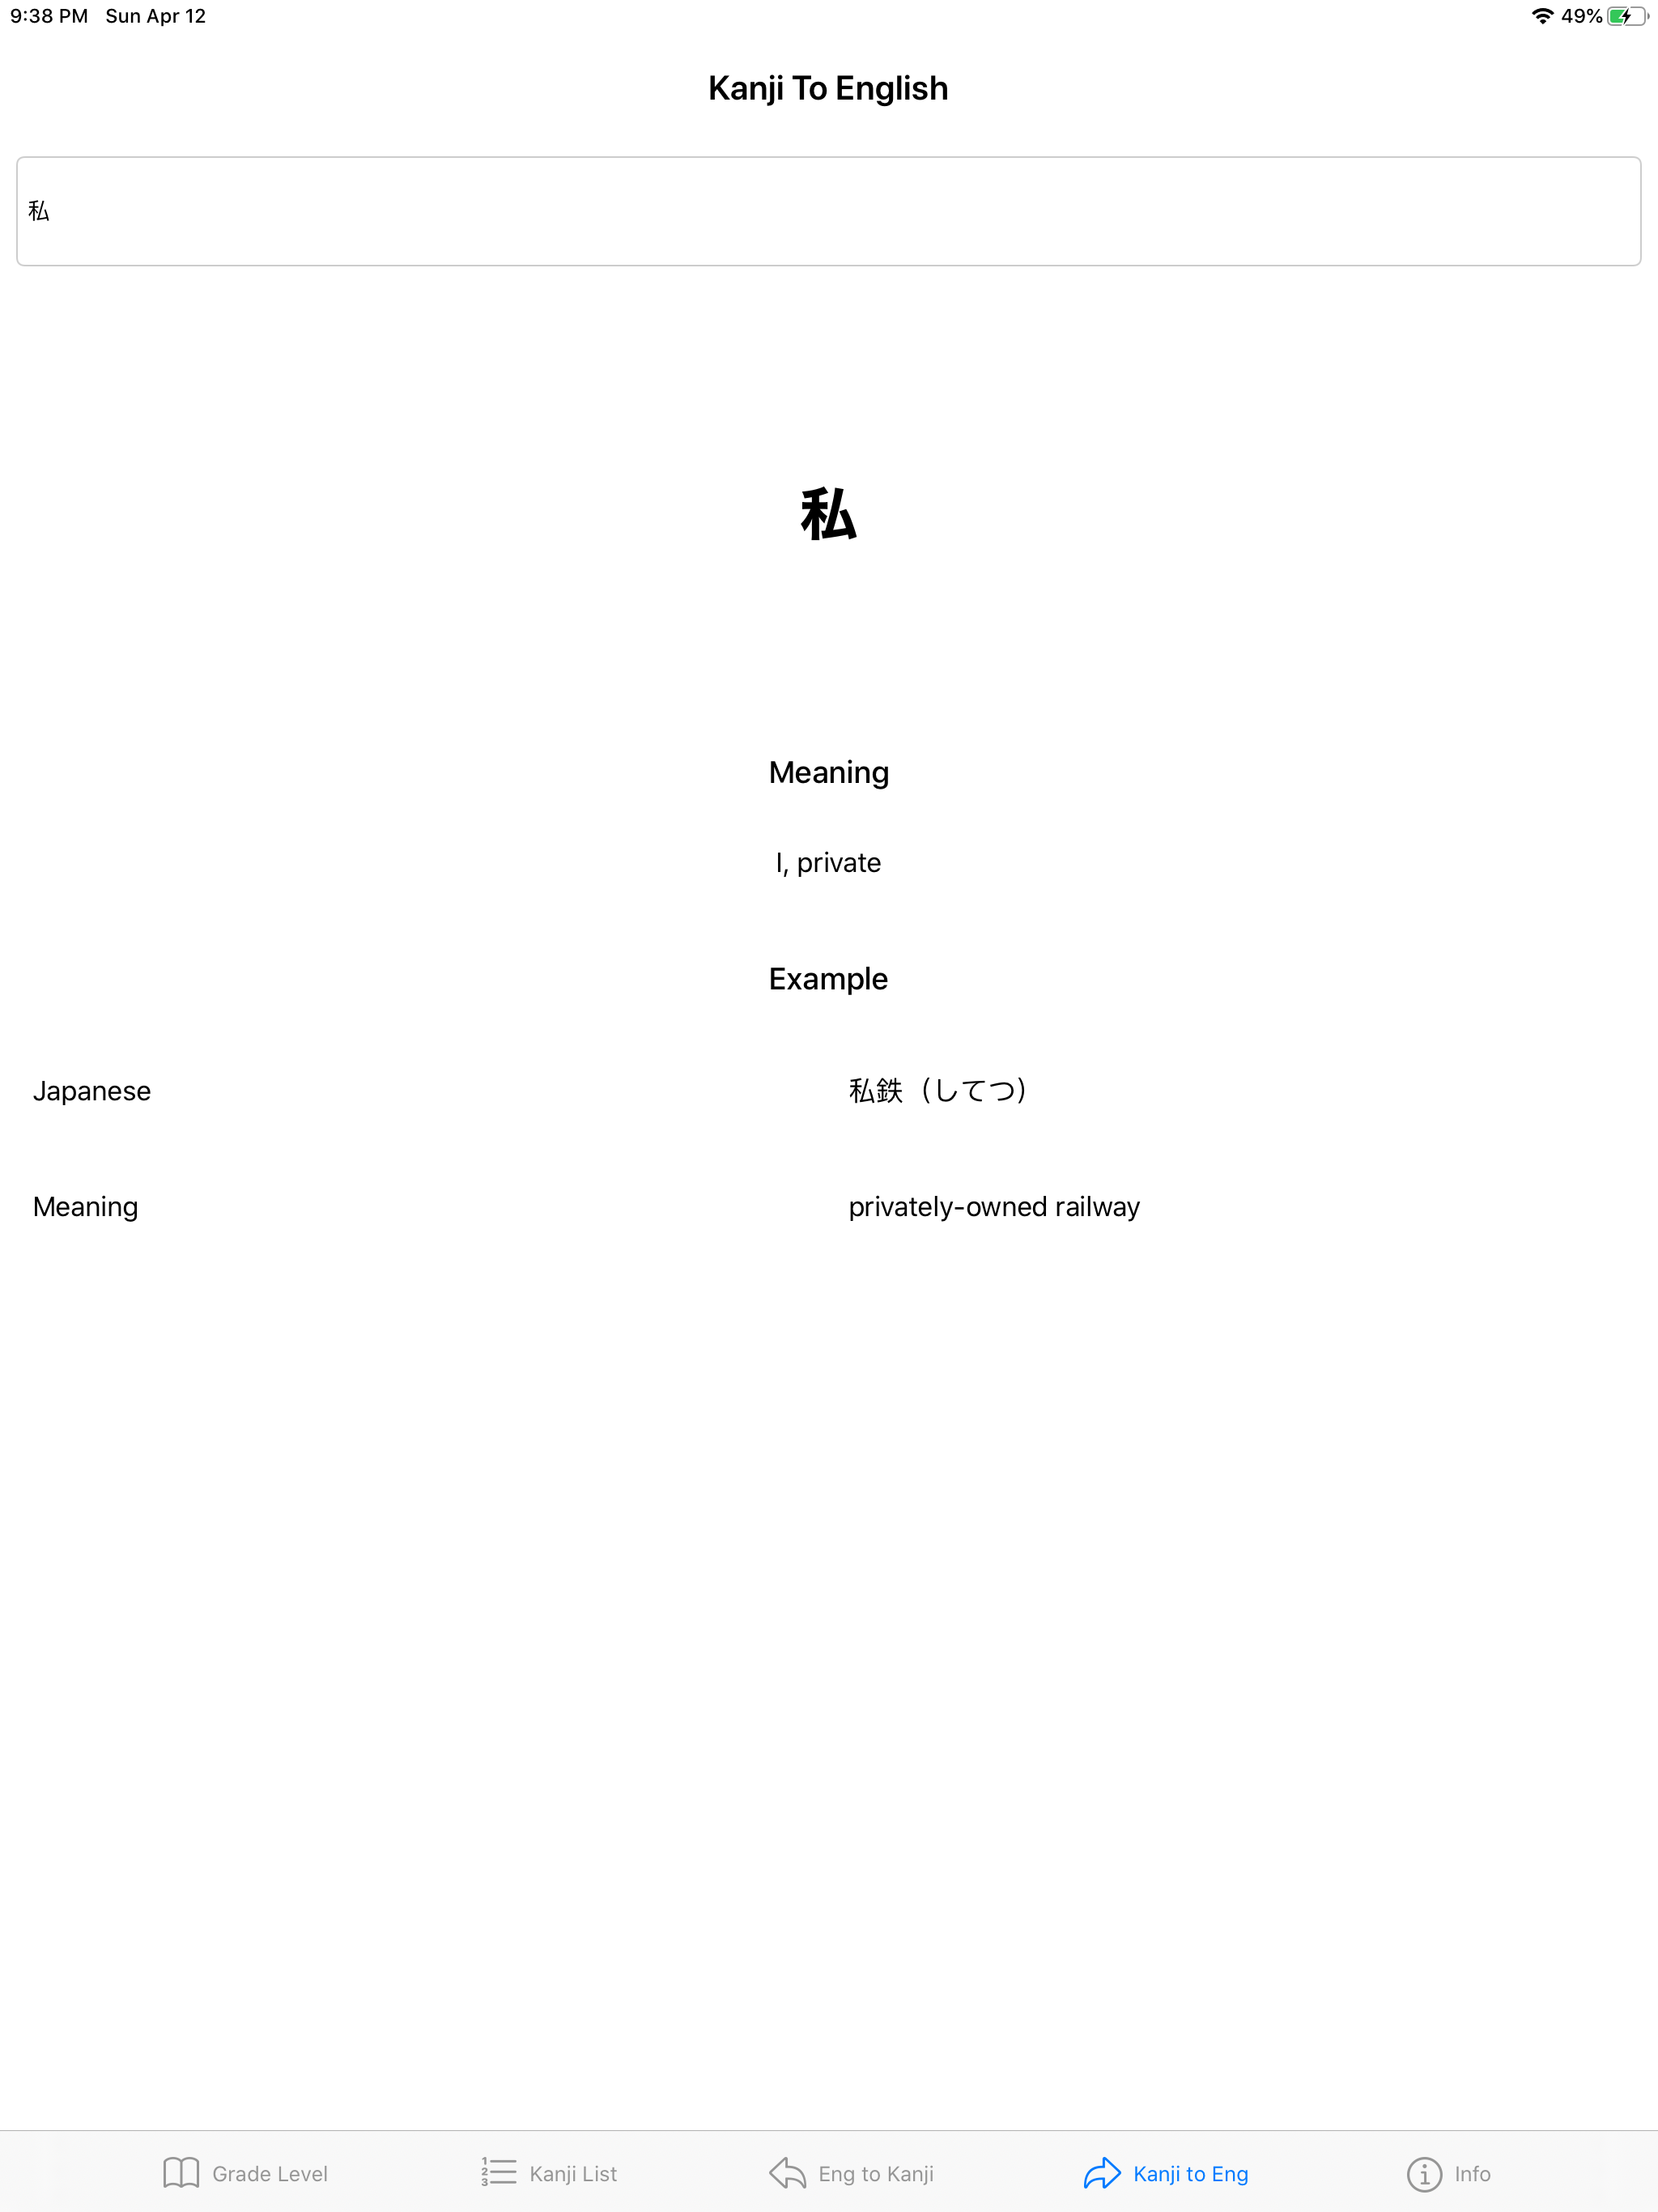 9:38 PM Sun Apr 12 49%
Kanji To English
私
私
Meaning
I, private
Example
Japanese 私鉄（してつ）
Meaning privately-owned railway
Grade Level Kanji List Eng to Kanji Kanji to Eng Info